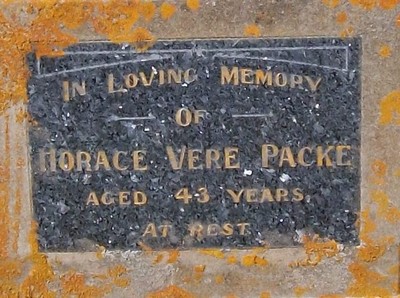 IN LOVING MEMORY
OF
HORACE VERE PACKE
AGED 43 YEARS.
AT REST